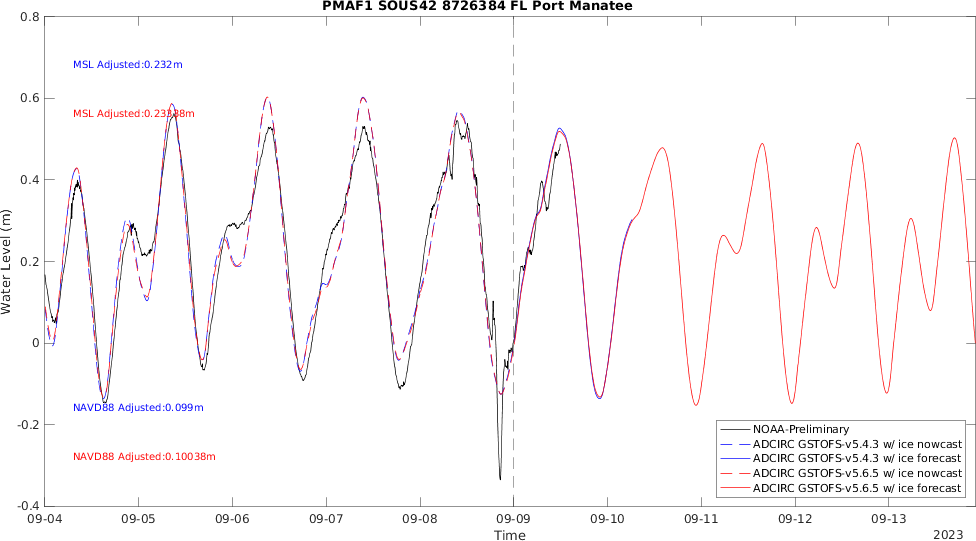 PMAF1 SOUS42 8726384 FL Port Manatee
0.8
0.6
0.4
0.2
0
-0.2
-0.4
Water Level (m)
MSL Adjusted:0.232m
NAVD88 Adjusted:0.099m
NAVD88 Adjusted:0.10038m
NOAA-Preliminary
ADCIRC GSTOFS-v5.4.3 w/ ice nowcast
ADCIRC GSTOFS-v5.4.3 w/ ice forecast
ADCIRC GSTOFS-v5.6.5 w/ ice nowcast
ADCIRC GSTOFS-v5.6.5 w/ ice forecast
09-04 09-05 09-06 09-07 09-08 09-09 09-10 09-11 09-12 09-13
Time
2023